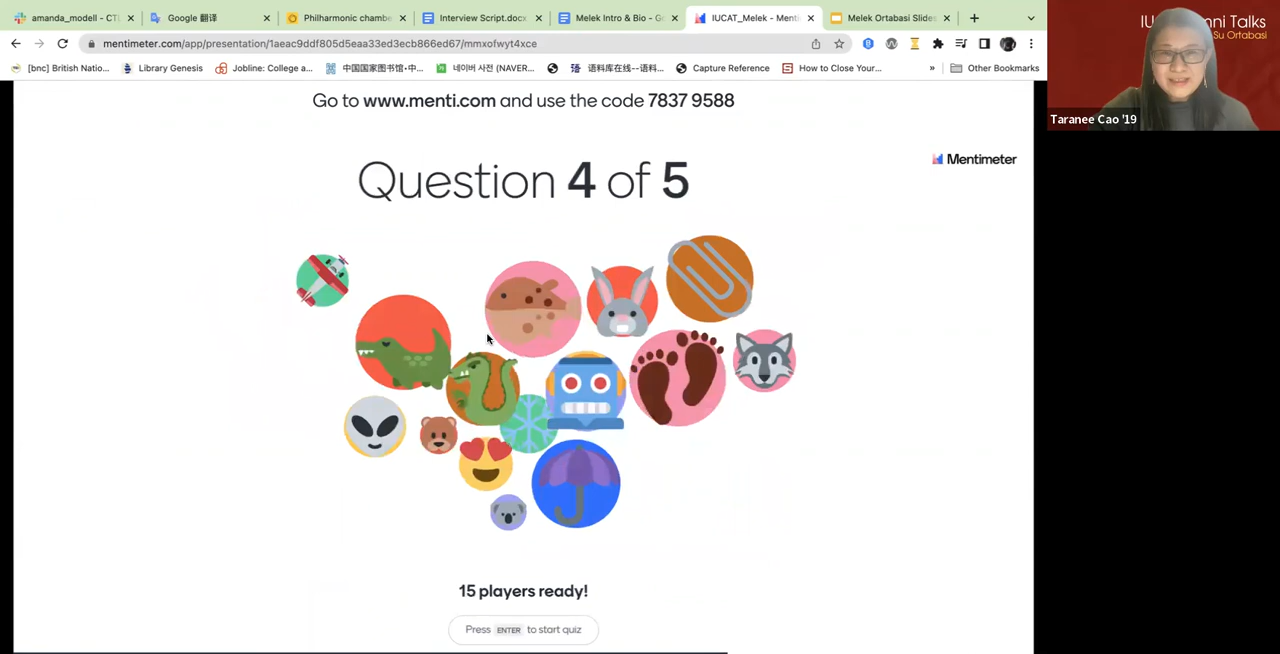 amanda_modell - CTL
Google 翻译
Philharmonic chambe
Interview Script.docx
Melek Intro & Bio - Go
IUCAT_Melek - Menti
Melek Ortabasi Slides
mentimeter.com/app/presentation/1aeac9ddf805d5eaa33ed3ecb866ed67/mmxofwyt4xce
[bnc] British Natio...
Library Genesis
Jobline: College a...
中国国家图书馆•中...
네이버 사전 (NAVER...
语料库在线--语料...
Capture Reference
How to Close Your...
»
Other Bookmarks
Su Ortabasi
Taranee Cao '19
Go to www.menti.com and use the code 7837 9588
Mentimeter
Question 4 of 5
15 players ready!
Press ENTER to start quiz